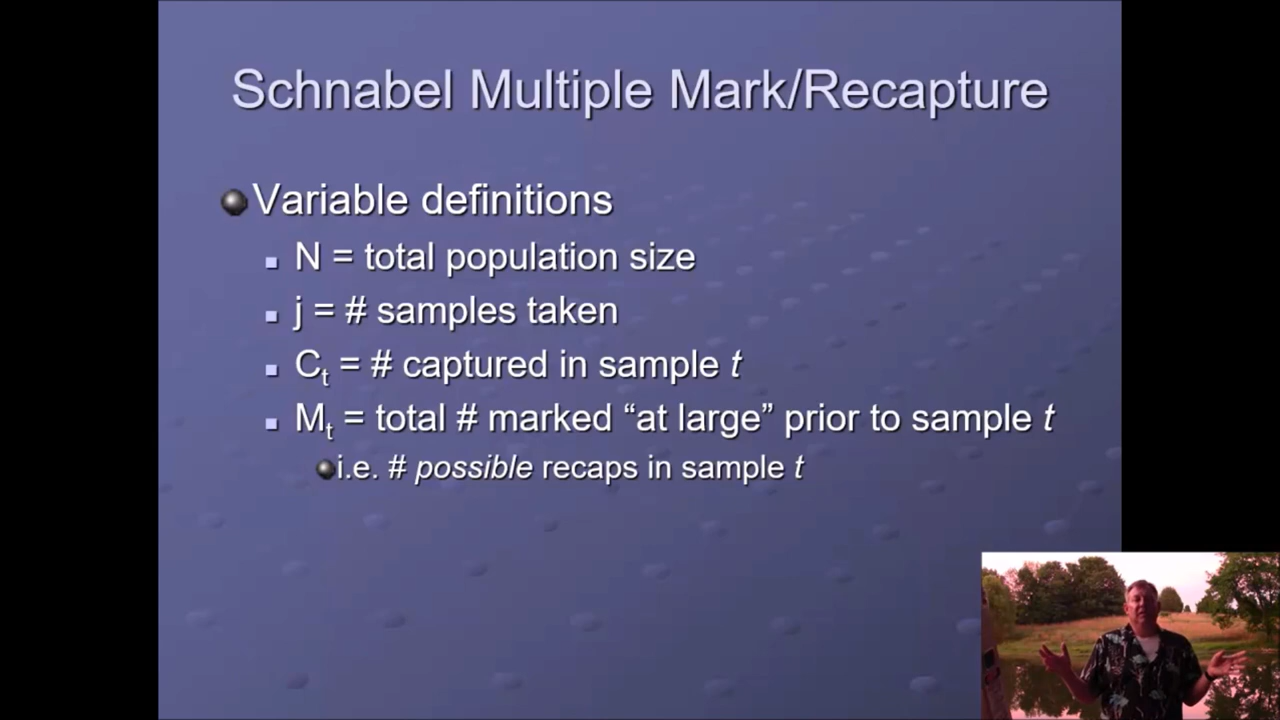 Schnabel Multiple Mark/Recapture
Variable definitions
N = total population size
j = # samples taken
Ct = # captured in sample t
Mt = total # marked “at large” prior to sample t
i.e. # possible recaps in sample t